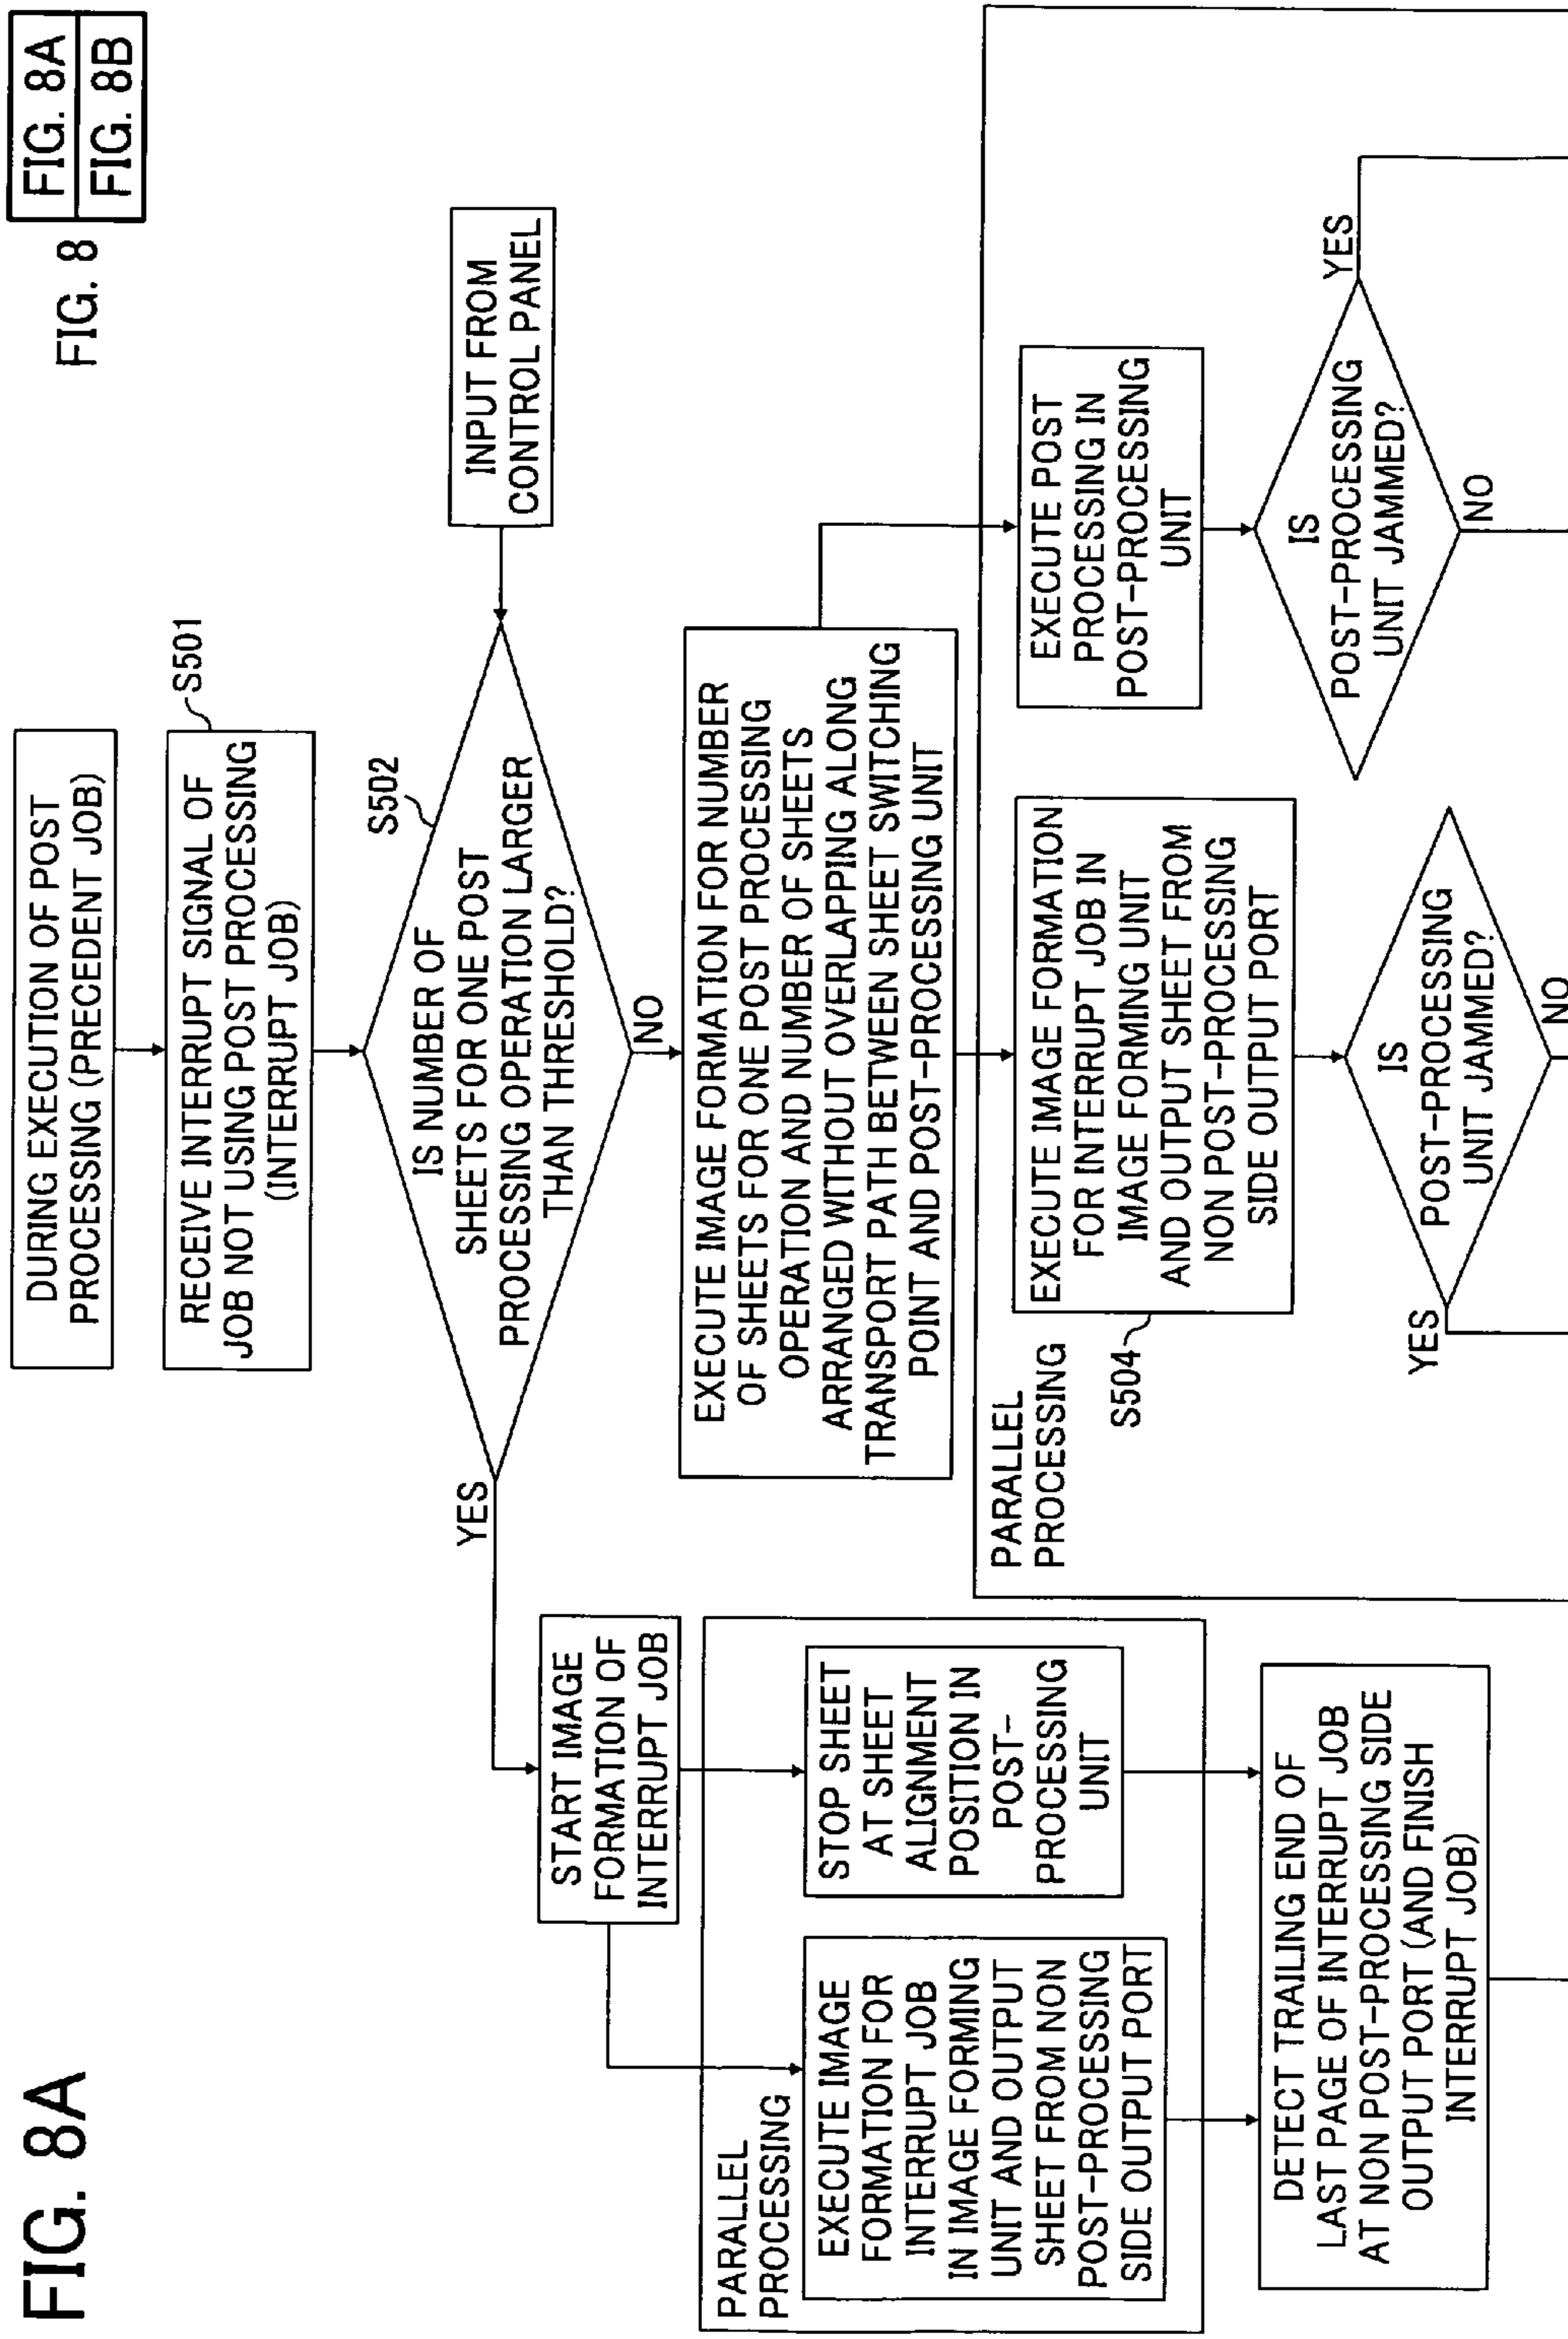 FIG. 8A
FIG. 8
FIG. 8A
FIG. 8B
DURING EXECUTION OF POST
PROCESSING (PRECEDENT JOB)
S501
RECEIVE INTERRUPT SIGNAL OF
JOB NOT USING POST PROCESSING
(INTERRUPT JOB)
S502
IS NUMBER OF
SHEETS FOR ONE POST
PROCESSING OPERATION LARGER
THAN THRESHOLD?
INPUT FROM
CONTROL PANEL
YES
NO
START IMAGE
FORMATION OF
INTERRUPT JOB
PARALLEL
PROCESSING
EXECUTE IMAGE
FORMATION FOR
INTERRUPT JOB
IN IMAGE FORMING
UNIT AND OUTPUT
SHEET FROM NON
POST-PROCESSING
SIDE OUTPUT PORT
STOP SHEET
AT SHEET
ALIGNMENT
POSITION IN
POST-
PROCESSING
UNIT
DETECT TRAILING END OF
LAST PAGE OF INTERRUPT JOB
AT NON POST-PROCESSING SIDE
OUTPUT PORT (AND FINISH
INTERRUPT JOB)
EXECUTE IMAGE FORMATION FOR NUMBER
OF SHEETS FOR ONE POST PROCESSING
OPERATION AND NUMBER OF SHEETS
ARRANGED WITHOUT OVERLAPPING ALONG
TRANSPORT PATH BETWEEN SHEET SWITCHING
POINT AND POST-PROCESSING UNIT
PARALLEL
PROCESSING
S504
EXECUTE IMAGE FORMATION
FOR INTERRUPT JOB IN
IMAGE FORMING UNIT
AND OUTPUT SHEET FROM
NON POST-PROCESSING
SIDE OUTPUT PORT
IS
POST-PROCESSING
UNIT JAMMED?
YES
NO
EXECUTE POST
PROCESSING IN
POST-PROCESSING
UNIT
IS
POST-PROCESSING
UNIT JAMMED?
YES
NO